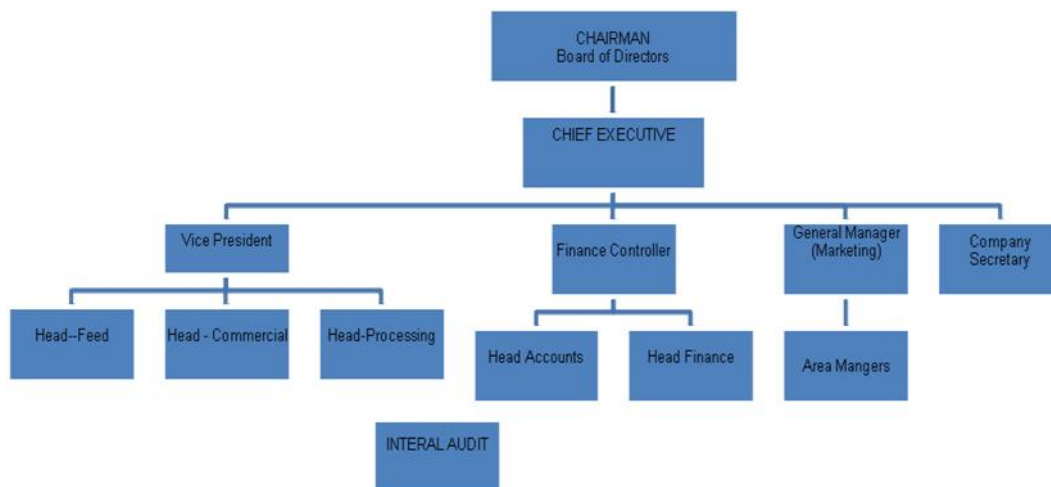 CHAIRMAN
Board of Directors
CHIEF EXECUTIVE
Vice President
Finance Controller
General Manager
(Marketing)
Company
Secretary
Head--Feed
Head - Commercial
Head-Processing
Head Accounts
Head Finance
Area Mangers
INTERAL AUDIT